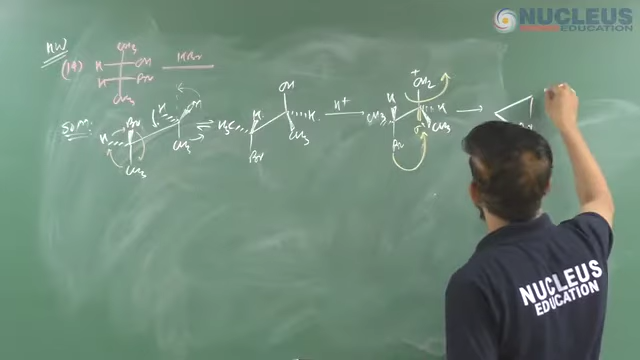 NUCLEUS
EDUCATION
HW
(14)
CH3
H OH
H Br
CH3
HBr
Som.
H Br H OH
CH3 CH3
OH
H3C H H
Br CH3
H+
+
OH2
H H
CH3 CH3
Br
NUCLEUS
EDUCATION